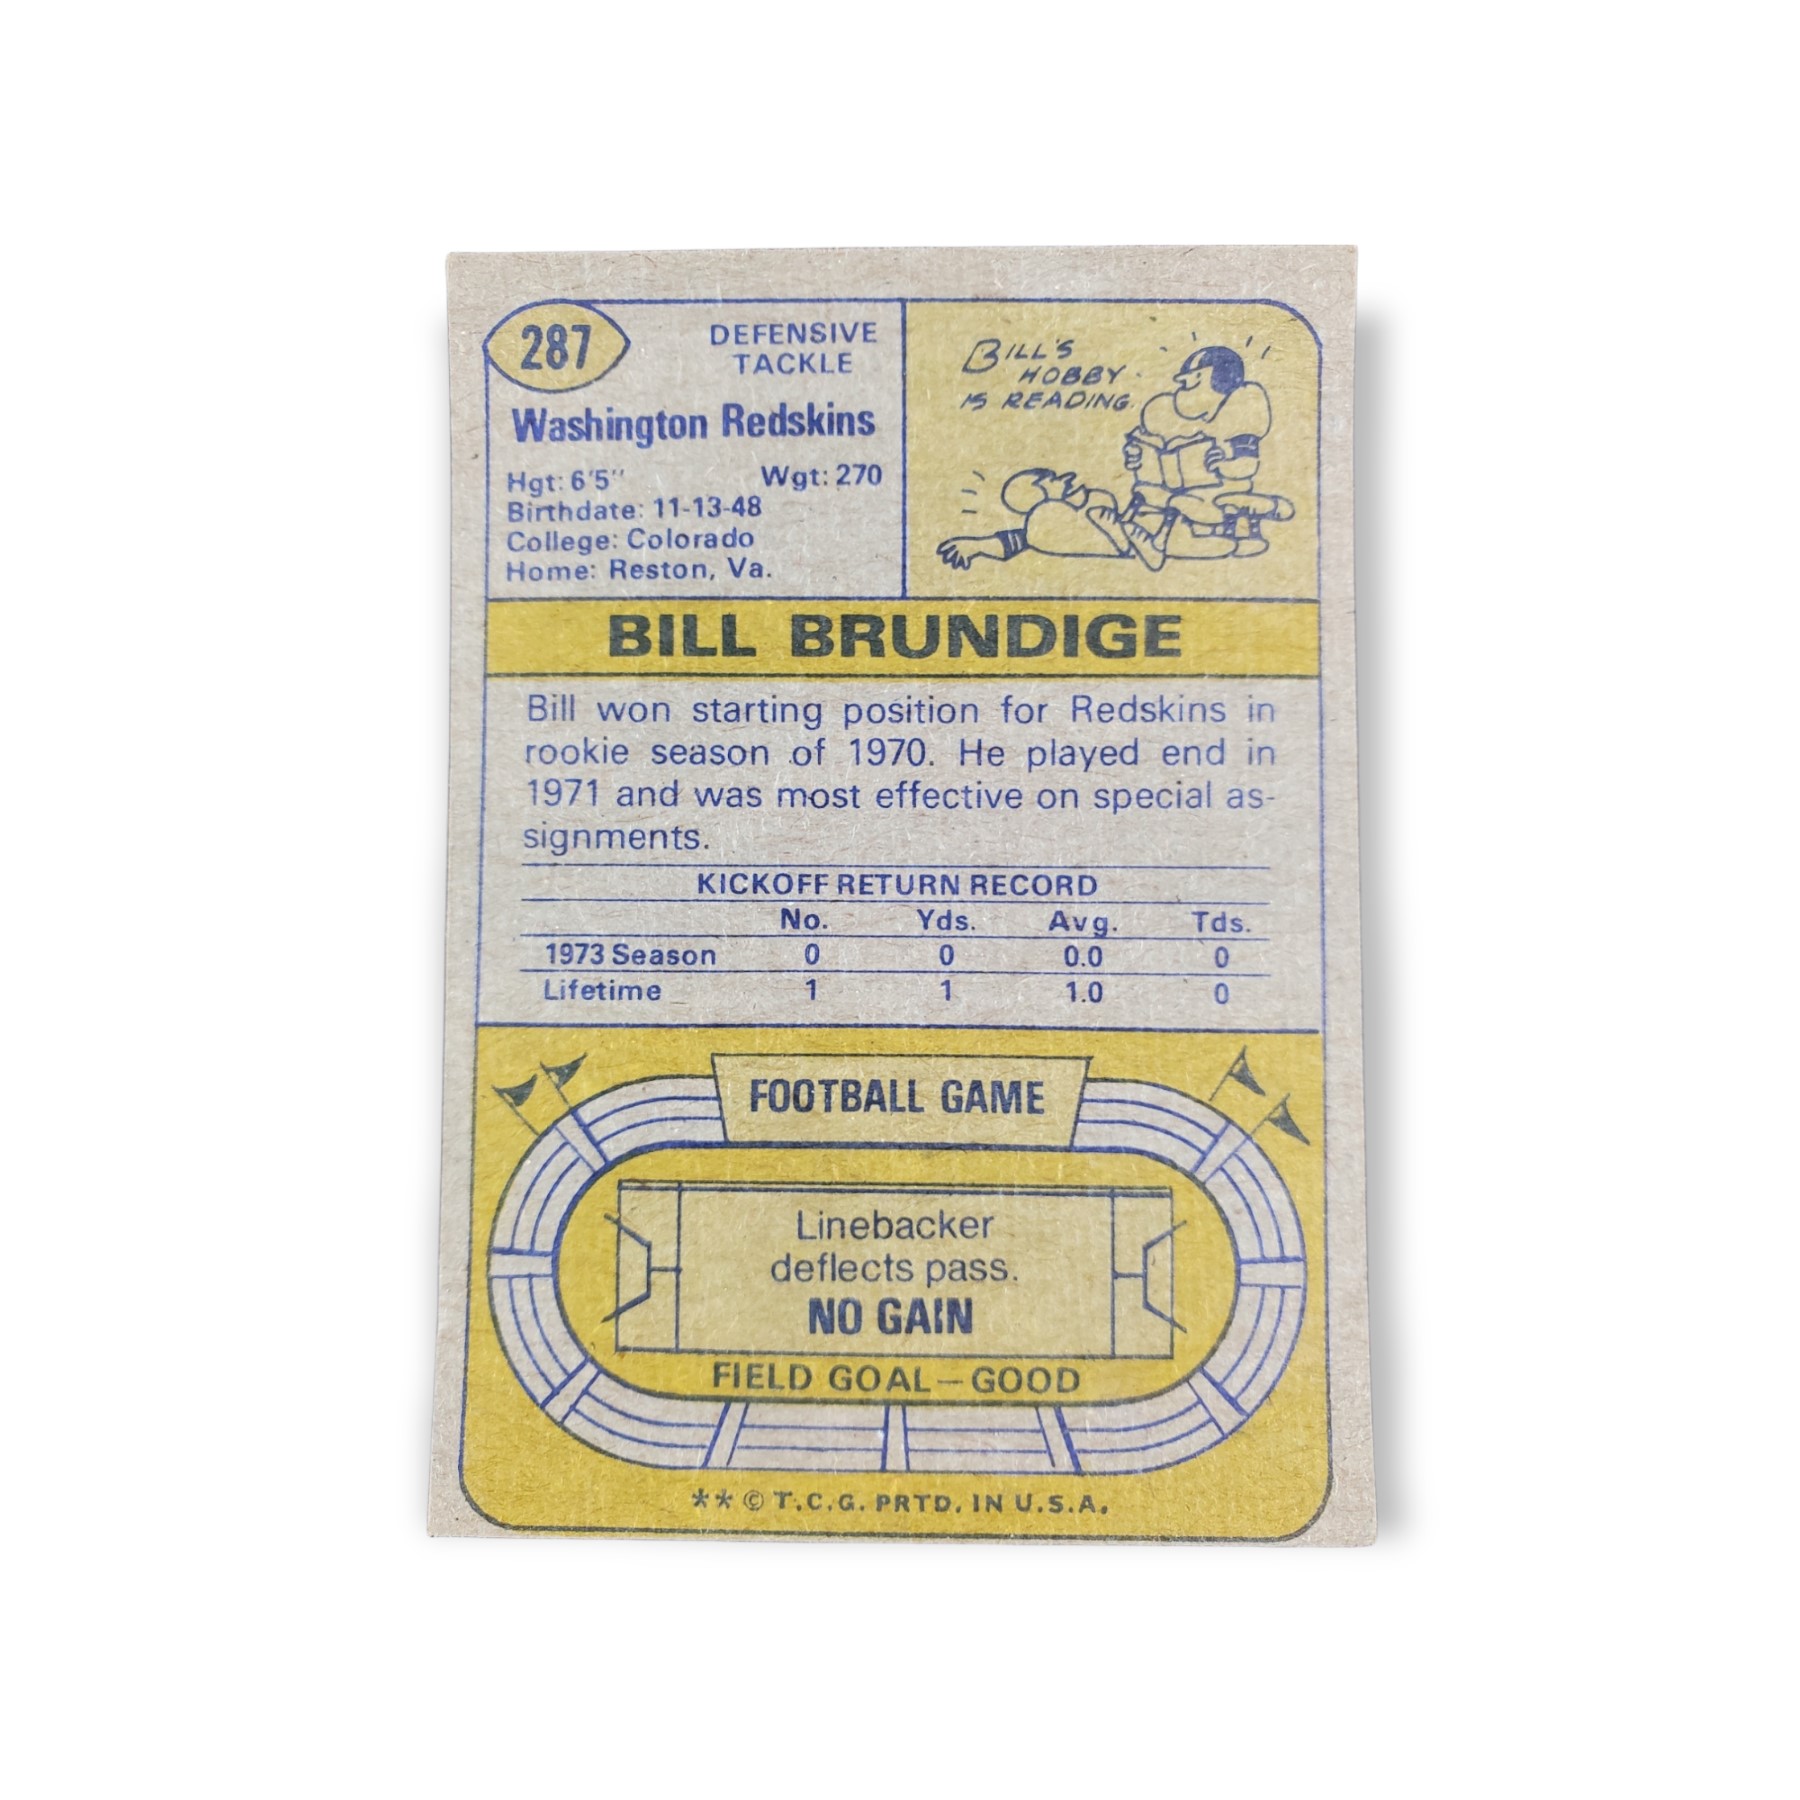 287
DEFENSIVE
TACKLE
Washington Redskins
Hgt: 6'5" Wgt: 270
Birthdate: 11-13-48
College: Colorado
Home: Reston, Va.
BILL'S
HOBBY
IS READING.
BILL BRUNDIGE
Bill won starting position for Redskins in
rookie season of 1970. He played end in
1971 and was most effective on special as-
signments.
KICKOFF RETURN RECORD
No. Yds. Avg. Tds.
1973 Season 0 0 0.0 0
Lifetime 1 1 1.0 0
FOOTBALL GAME
Linebacker
deflects pass.
NO GAIN
FIELD GOAL—GOOD
** © T.C.G. PRTD. IN U.S.A.